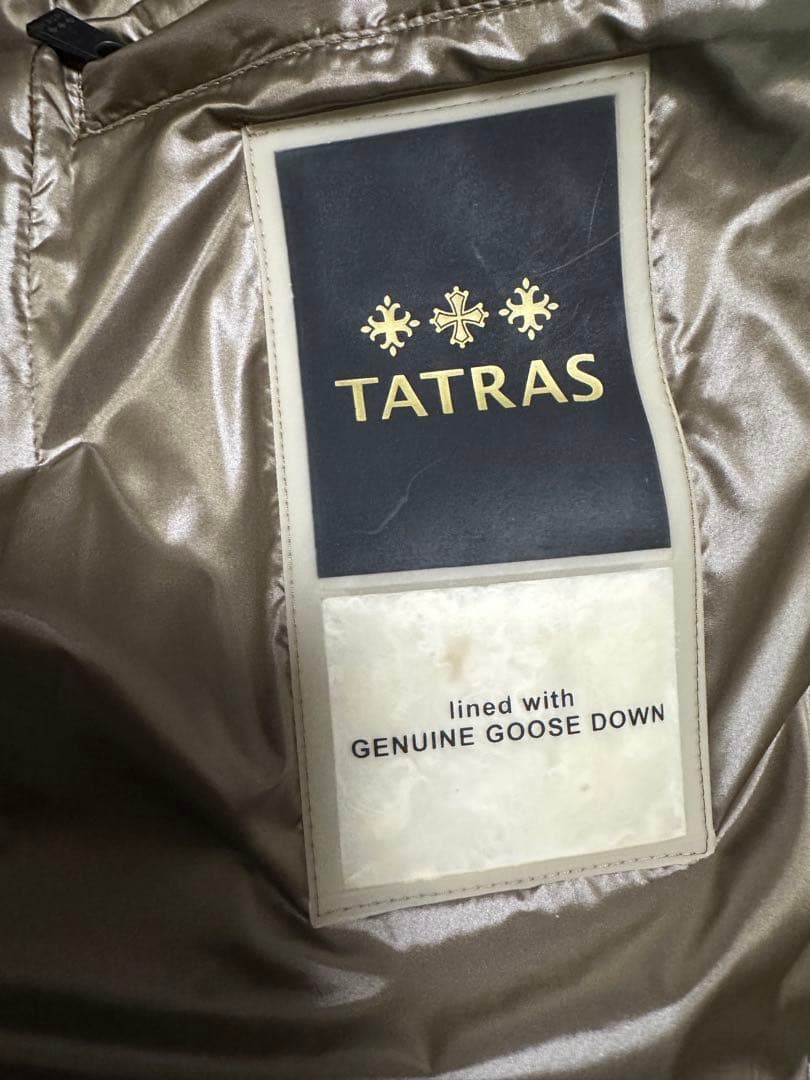 TATRAS
lined with
GENUINE GOOSE DOWN